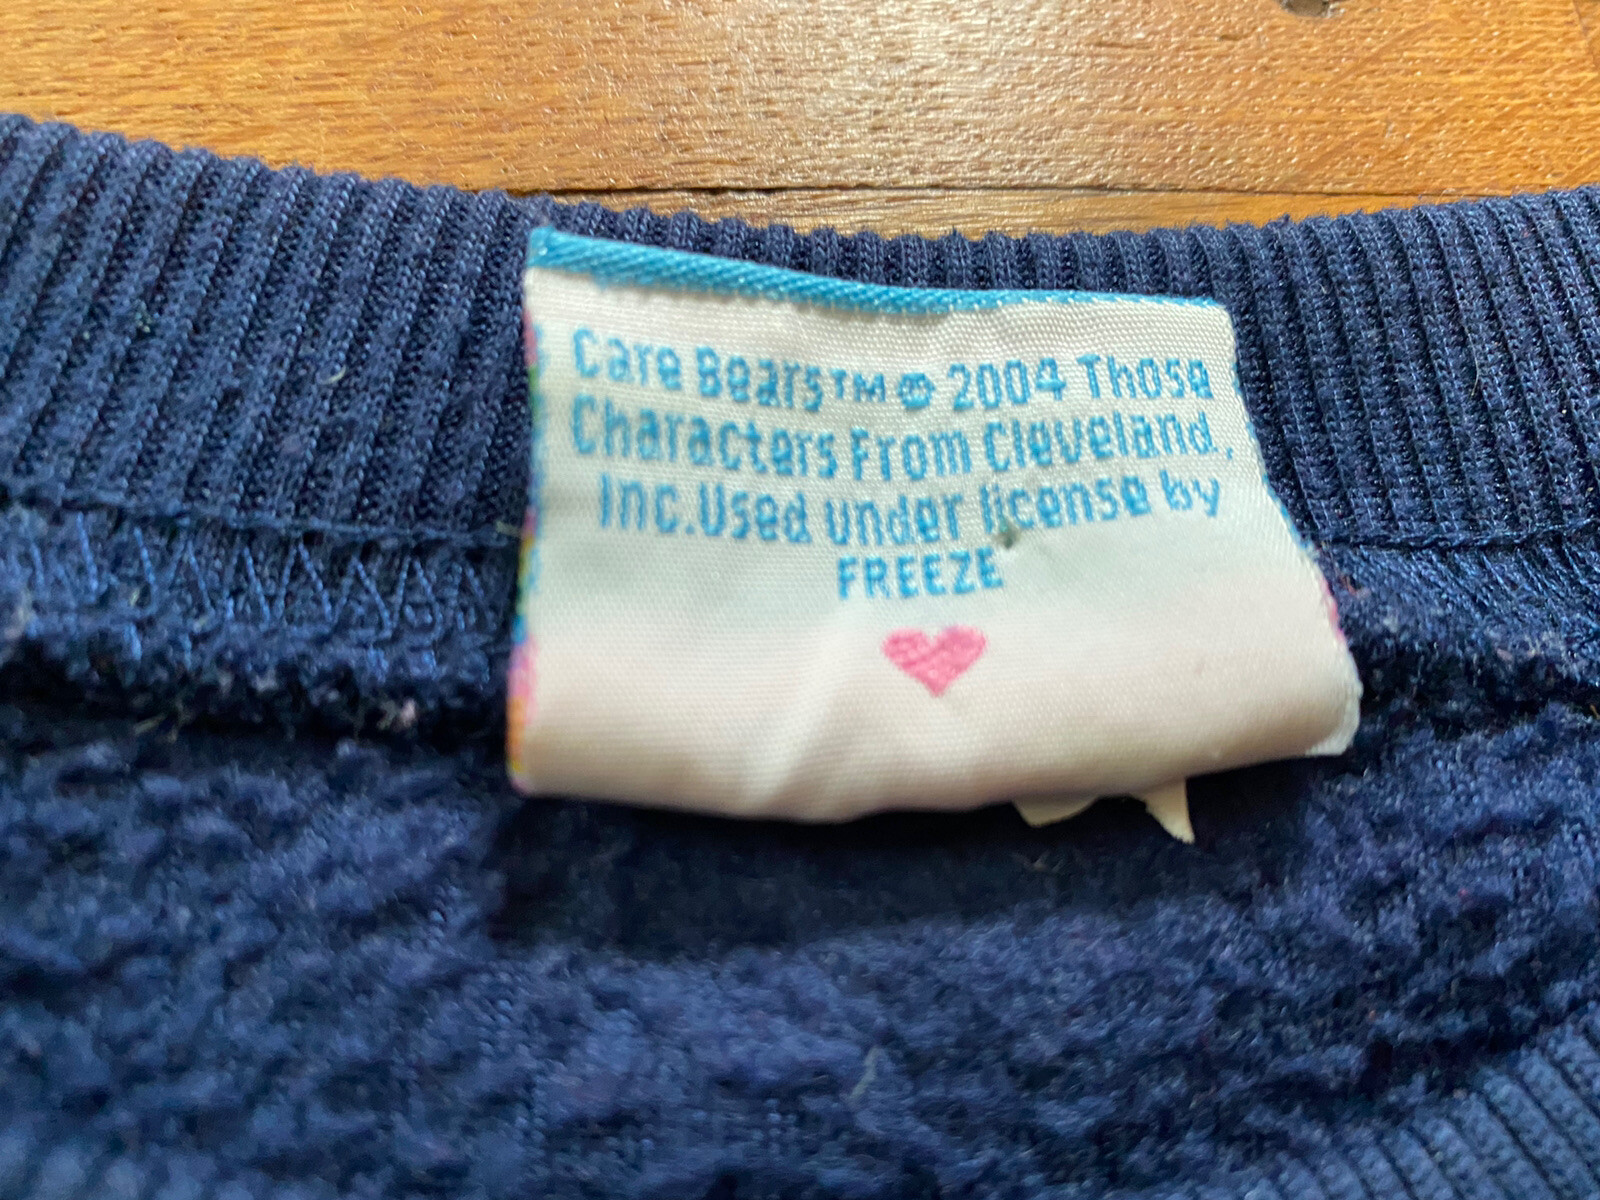 Care Bears™ © 2004 Those
Characters From Cleveland,
Inc.Used under license by
FREEZE